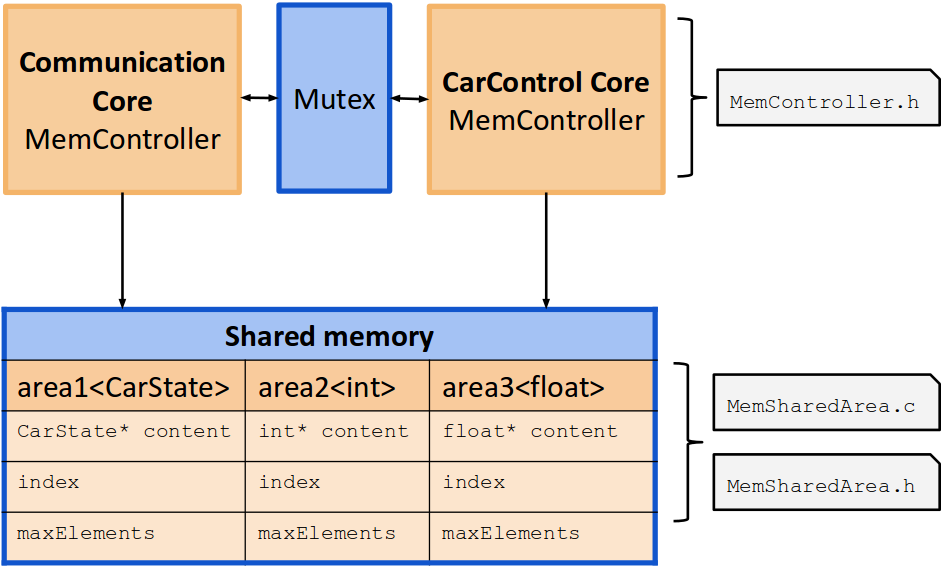 Communication
Core
MemController
Mutex
CarControl Core
MemController
MemController.h
Shared memory
area1<CarState> area2<int> area3<float>
CarState* content int* content float* content
index index index
maxElements maxElements maxElements
MemSharedArea.c
MemSharedArea.h